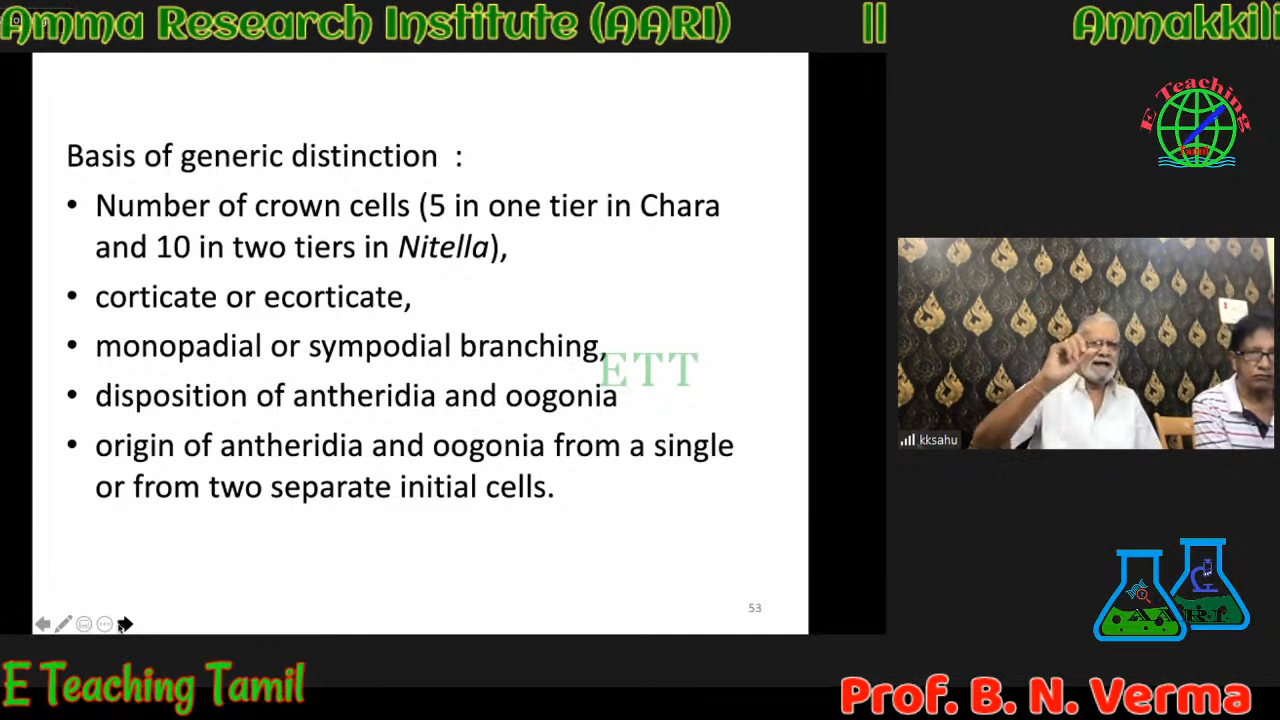 Amma Research Institute (AARI) || Annakkili
E Teaching
Tamil
Basis of generic distinction :
• Number of crown cells (5 in one tier in Chara
and 10 in two tiers in Nitella),
• corticate or ecorticate,
• monopadial or sympodial branching,
ETT
• disposition of antheridia and oogonia
• origin of antheridia and oogonia from a single
or from two separate initial cells.
kksahu
53
AARI
E Teaching Tamil
Prof. B. N. Verma